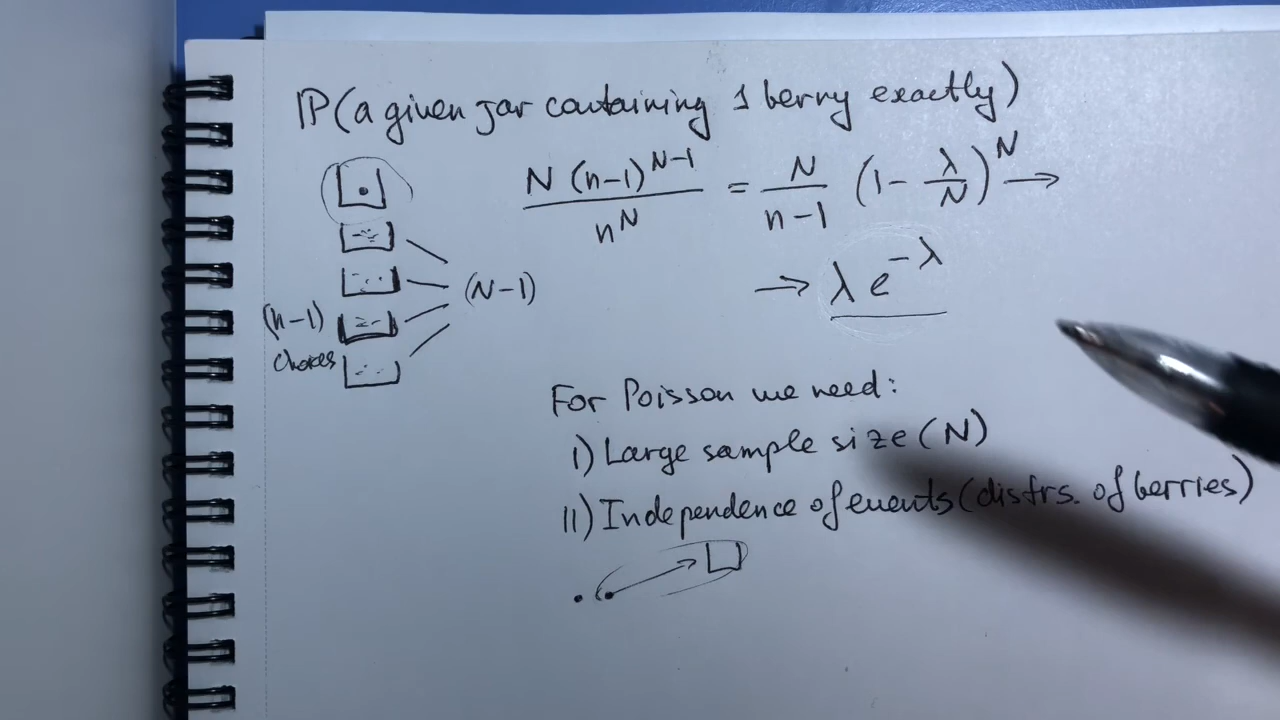 IP(a given jar containing 1 berry exactly)
N (n-1)^{N-1} / n^N = N / (n-1) (1 - λ/N)^N →
→ λ e^{-λ}
(N-1)
(n-1)
choices
For Poisson we need:
I) Large sample size (N)
II) Independence of events (distrs. of berries)